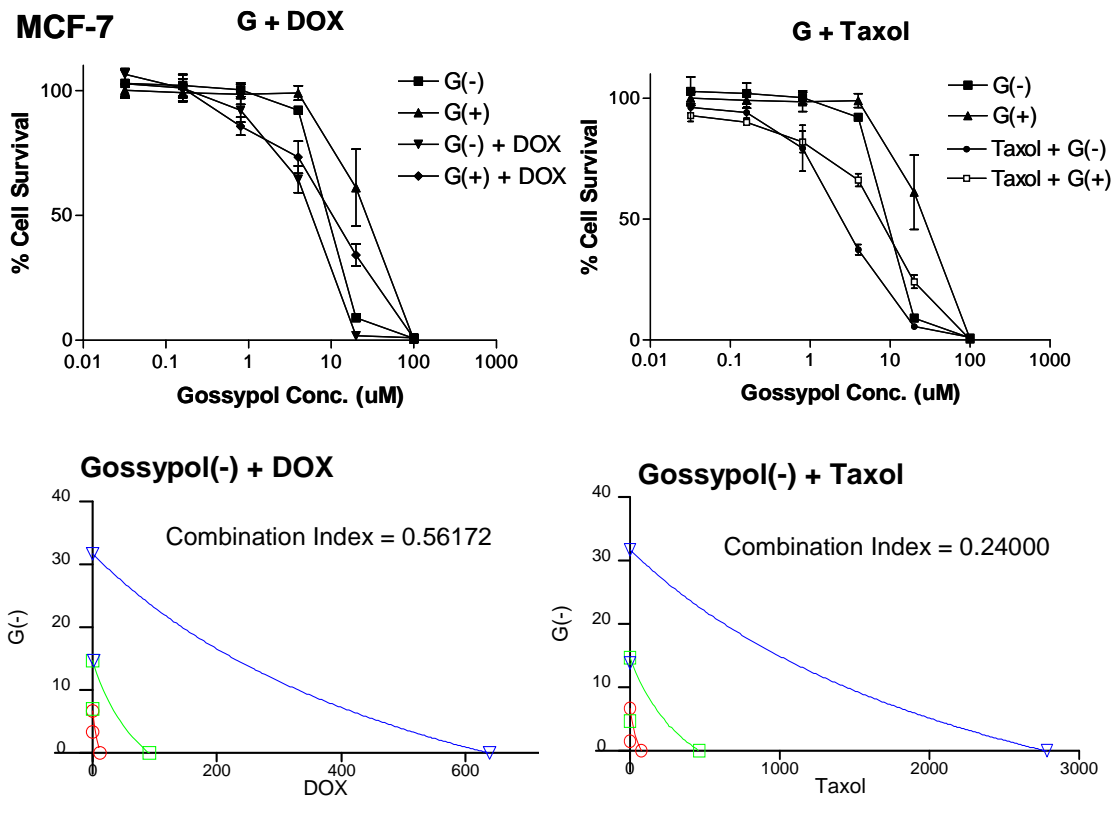 MCF-7
G + DOX
% Cell Survival
100
50
0
0.01 0.1 1 10 100 1000
Gossypol Conc. (uM)
G(-)
G(+)
G(-) + DOX
G(+) + DOX
G + Taxol
% Cell Survival
100
50
0
0.01 0.1 1 10 100 1000
Gossypol Conc. (uM)
G(-)
G(+)
Taxol + G(-)
Taxol + G(+)
Gossypol(-) + DOX
Combination Index = 0.56172
G(-)
40
30
20
10
0
0 200 400 600
DOX
Gossypol(-) + Taxol
Combination Index = 0.24000
G(-)
40
30
20
10
0
0 1000 2000 3000
Taxol